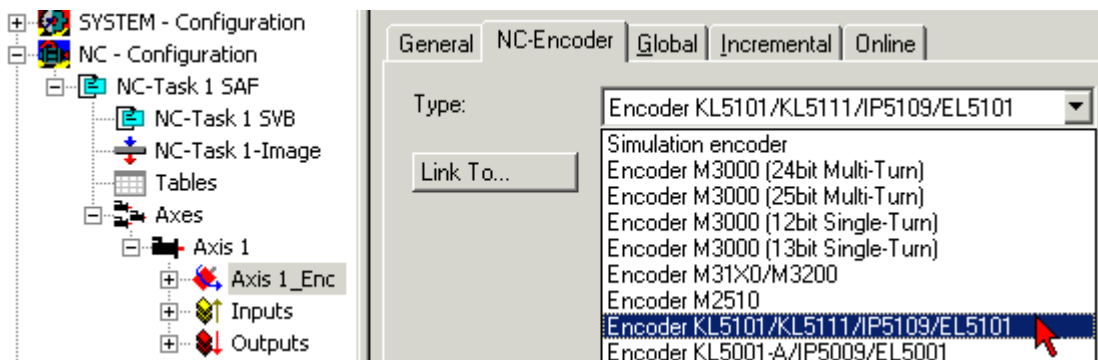 SYSTEM - Configuration
NC - Configuration
NC-Task 1 SAF
NC-Task 1 SVB
NC-Task 1-Image
Tables
Axes
Axis 1
Axis 1_Enc
Inputs
Outputs
General NC-Encoder Global Incremental Online
Type: Encoder KL5101/KL5111/IP5109/EL5101
Link To...
Simulation encoder
Encoder M3000 (24bit Multi-Turn)
Encoder M3000 (25bit Multi-Turn)
Encoder M3000 (12bit Single-Turn)
Encoder M3000 (13bit Single-Turn)
Encoder M31X0/M3200
Encoder M2510
Encoder KL5101/KL5111/IP5109/EL5101
Encoder KL5001-A/IP5009/EL5001